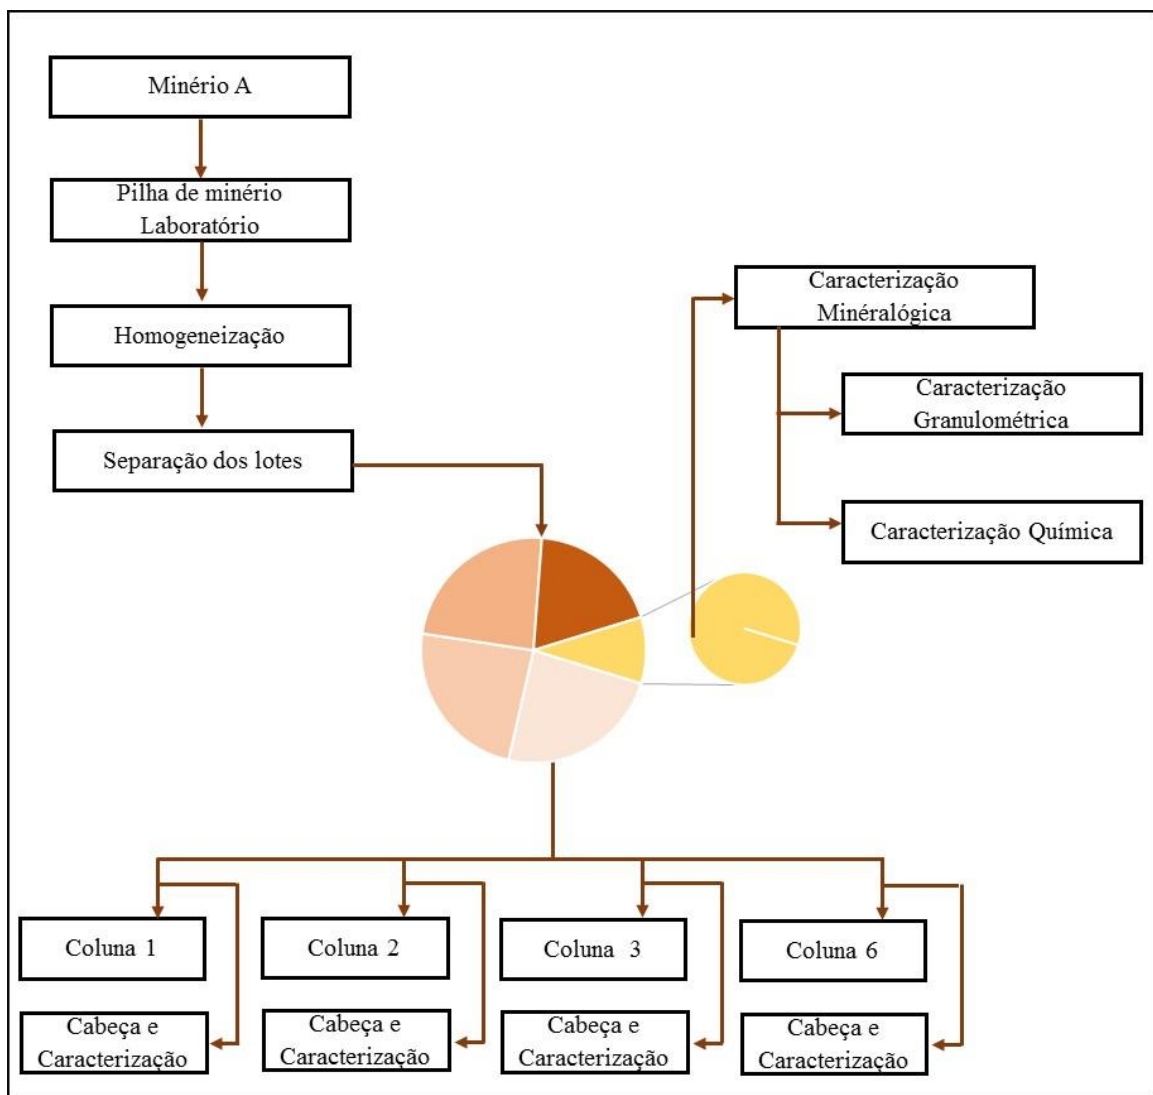 Minério A
Pilha de minério
Laboratório
Homogeneização
Separação dos lotes
Caracterização
Minéralógica
Caracterização
Granulométrica
Caracterização Química
Coluna 1
Coluna 2
Coluna 3
Coluna 6
Cabeça e
Caracterização
Cabeça e
Caracterização
Cabeça e
Caracterização
Cabeça e
Caracterização